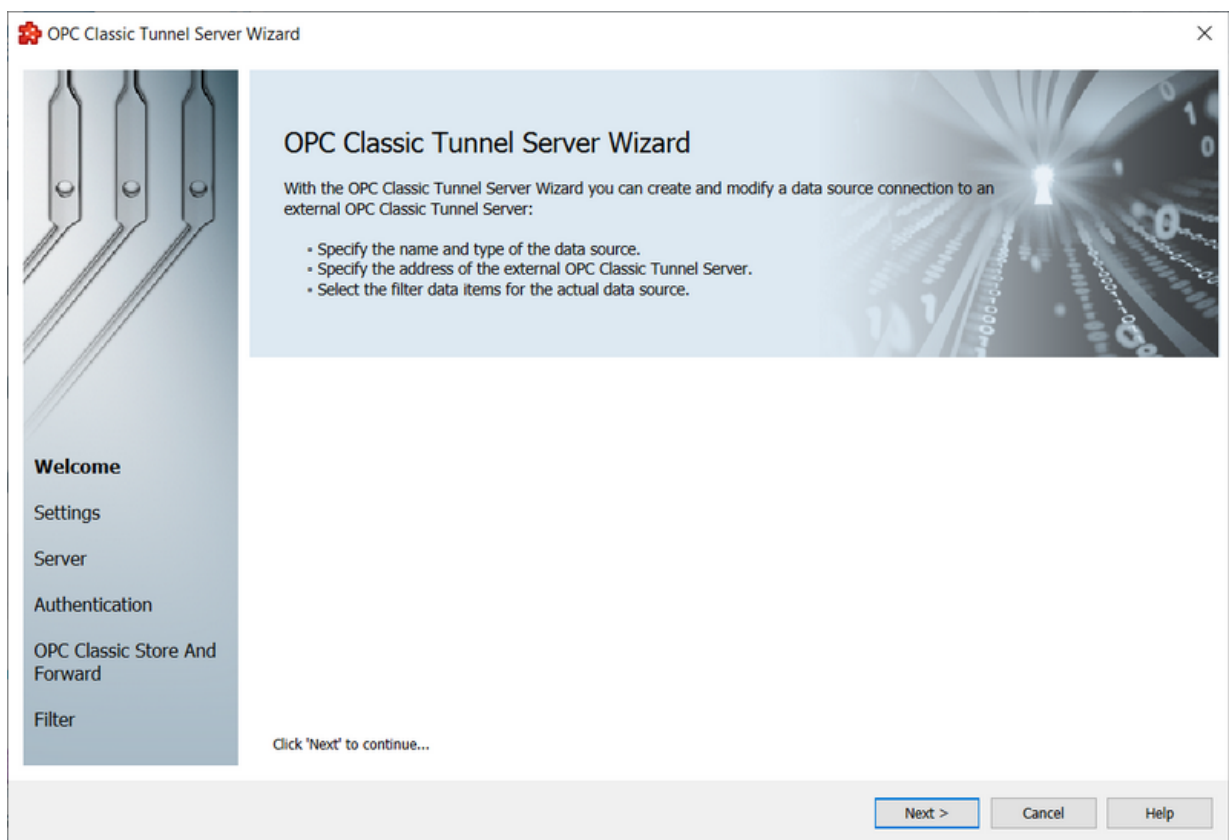 OPC Classic Tunnel Server Wizard
OPC Classic Tunnel Server Wizard
With the OPC Classic Tunnel Server Wizard you can create and modify a data source connection to an
external OPC Classic Tunnel Server:
▪ Specify the name and type of the data source.
▪ Specify the address of the external OPC Classic Tunnel Server.
▪ Select the filter data items for the actual data source.
Welcome
Settings
Server
Authentication
OPC Classic Store And
Forward
Filter
Click 'Next' to continue...
Next >
Cancel
Help